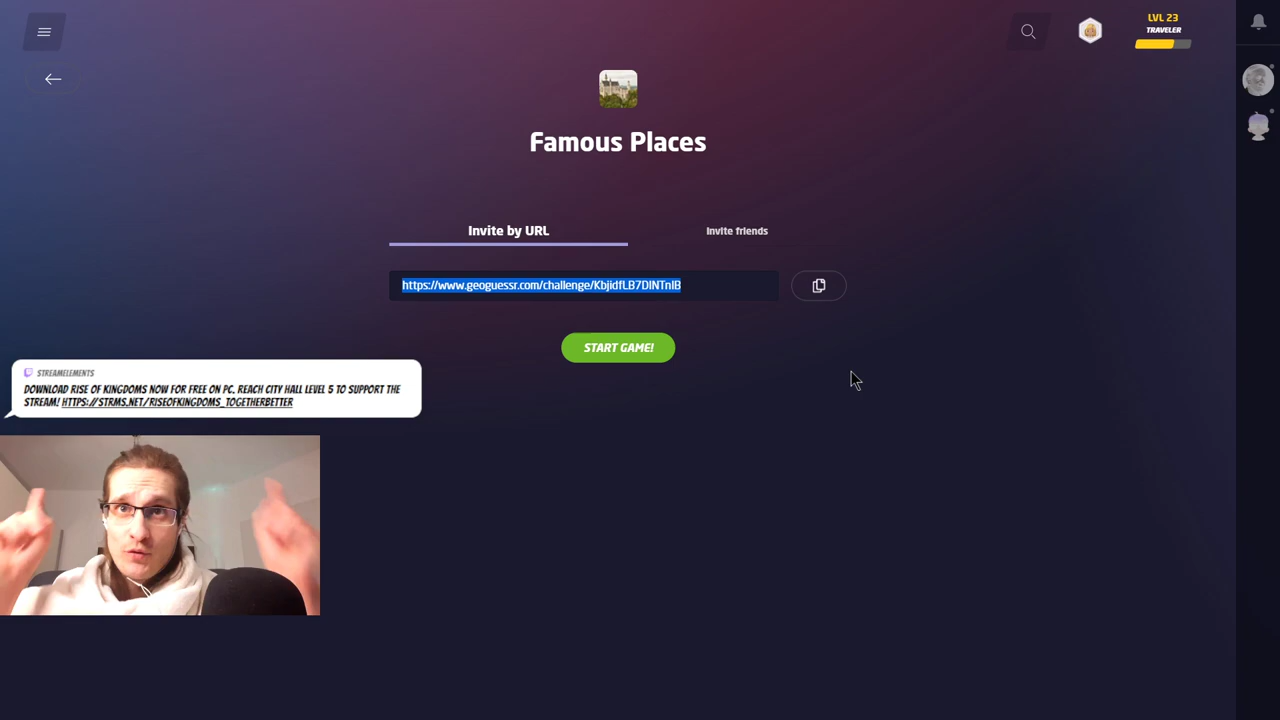 LVL 23
TRAVELER
Famous Places
Invite by URL
Invite friends
https://www.geoguessr.com/challenge/KbjidfLB7DINTnIB
START GAME!
STREAMELEMENTS
DOWNLOAD RISE OF KINGDOMS NOW FOR FREE ON PC, REACH CITY HALL LEVEL 5 TO SUPPORT THE
STREAM! HTTPS://STRMS.NET/RISEOFKINGDOMS_TOGETHERBETTER